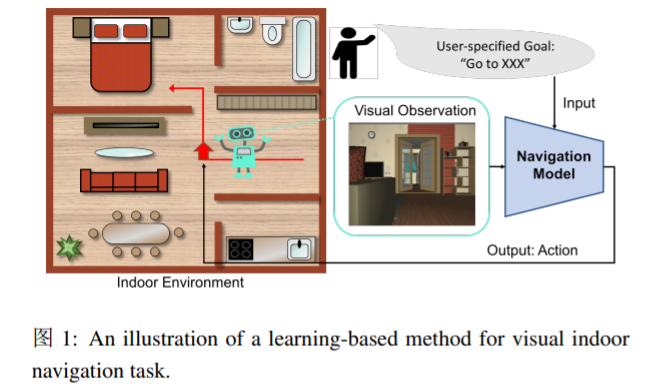 User-specified Goal:
“Go to XXX”
Input
Visual Observation
Navigation
Model
Output: Action
Indoor Environment
图 1: An illustration of a learning-based method for visual indoor
navigation task.